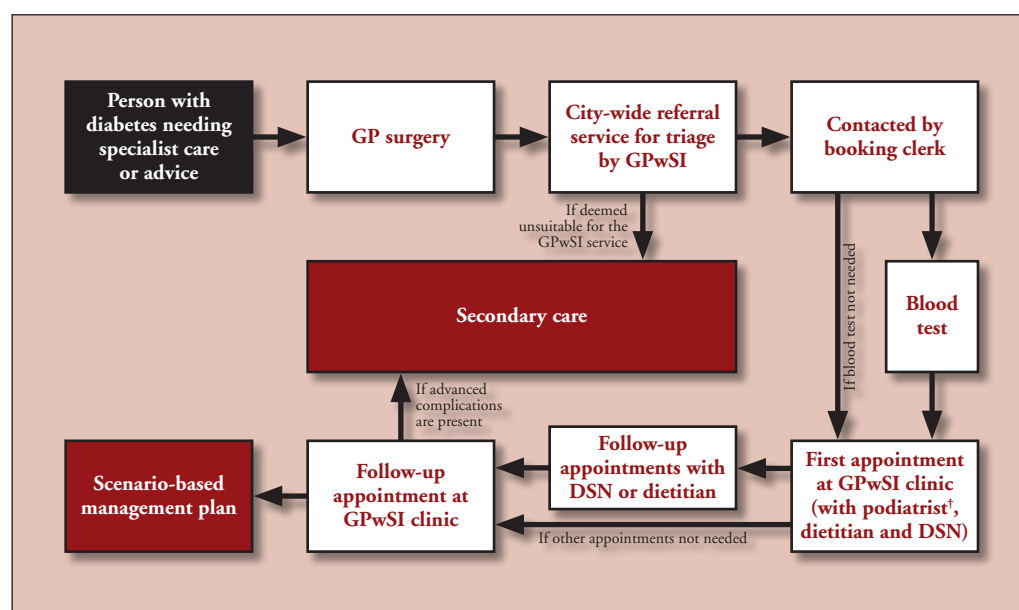 Person with
diabetes needing
specialist care
or advice
GP surgery
City-wide referral
service for triage
by GPwSI
Contacted by
booking clerk
If deemed
unsuitable for the
GPwSI service
If blood test not needed
Blood
test
Secondary care
If advanced
complications
are present
Scenario-based
management plan
Follow-up
appointment at
GPwSI clinic
Follow-up
appointments with
DSN or dietitian
First appointment
at GPwSI clinic
(with podiatrist†,
dietitian and DSN)
If other appointments not needed